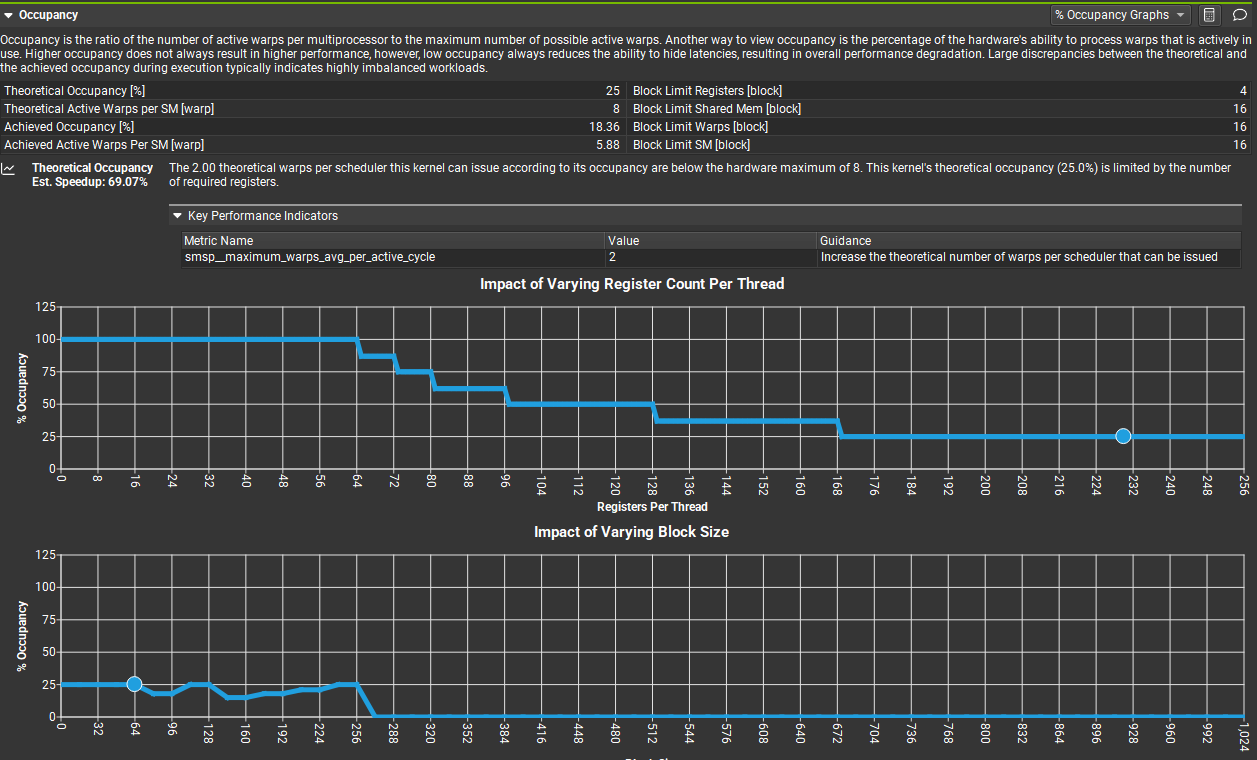 Occupancy
% Occupancy Graphs
Occupancy is the ratio of the number of active warps per multiprocessor to the maximum number of possible active warps. Another way to view occupancy is the percentage of the hardware's ability to process warps that is actively in
use. Higher occupancy does not always result in higher performance, however, low occupancy always reduces the ability to hide latencies, resulting in overall performance degradation. Large discrepancies between the theoretical and
the achieved occupancy during execution typically indicates highly imbalanced workloads.
Theoretical Occupancy [%] 25 Block Limit Registers [block] 4
Theoretical Active Warps per SM [warp] 8 Block Limit Shared Mem [block] 16
Achieved Occupancy [%] 18.36 Block Limit Warps [block] 16
Achieved Active Warps Per SM [warp] 5.88 Block Limit SM [block] 16
Theoretical Occupancy
Est. Speedup: 69.07%
The 2.00 theoretical warps per scheduler this kernel can issue according to its occupancy are below the hardware maximum of 8. This kernel's theoretical occupancy (25.0%) is limited by the number
of required registers.
Key Performance Indicators
Metric Name Value Guidance
smsp__maximum_warps_avg_per_active_cycle 2 Increase the theoretical number of warps per scheduler that can be issued
Impact of Varying Register Count Per Thread
% Occupancy
125
100
75
50
25
0
0 8 16 24 32 40 48 56 64 72 80 88 96 104 112 120 128 136 144 152 160 168 176 184 192 200 208 216 224 232 240 248 256
Registers Per Thread
Impact of Varying Block Size
% Occupancy
125
100
75
50
25
0
0 32 64 96 128 160 192 224 256 288 320 352 384 416 448 480 512 544 576 608 640 672 704 736 768 800 832 864 896 928 960 992 1,024